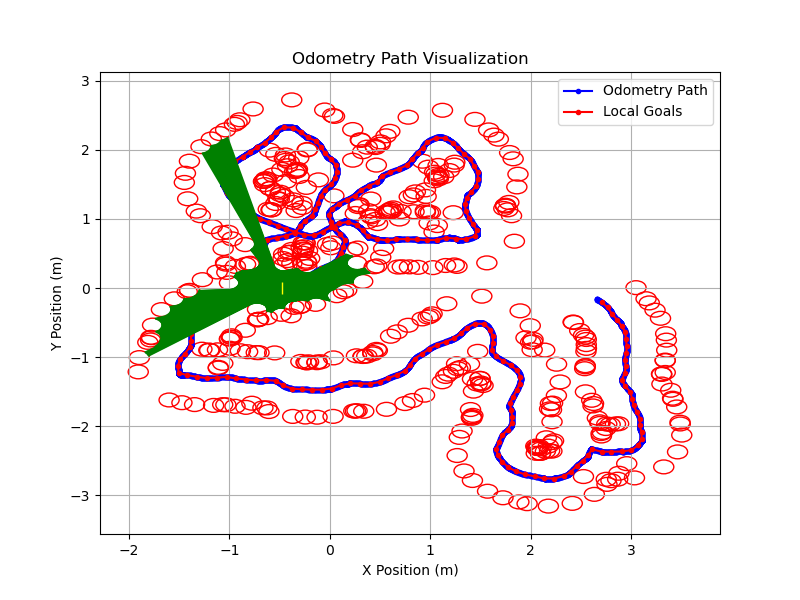 Odometry Path Visualization
Odometry Path
Local Goals
3
2
1
0
−1
−2
−3
Y Position (m)
−2
−1
0
1
2
3
X Position (m)